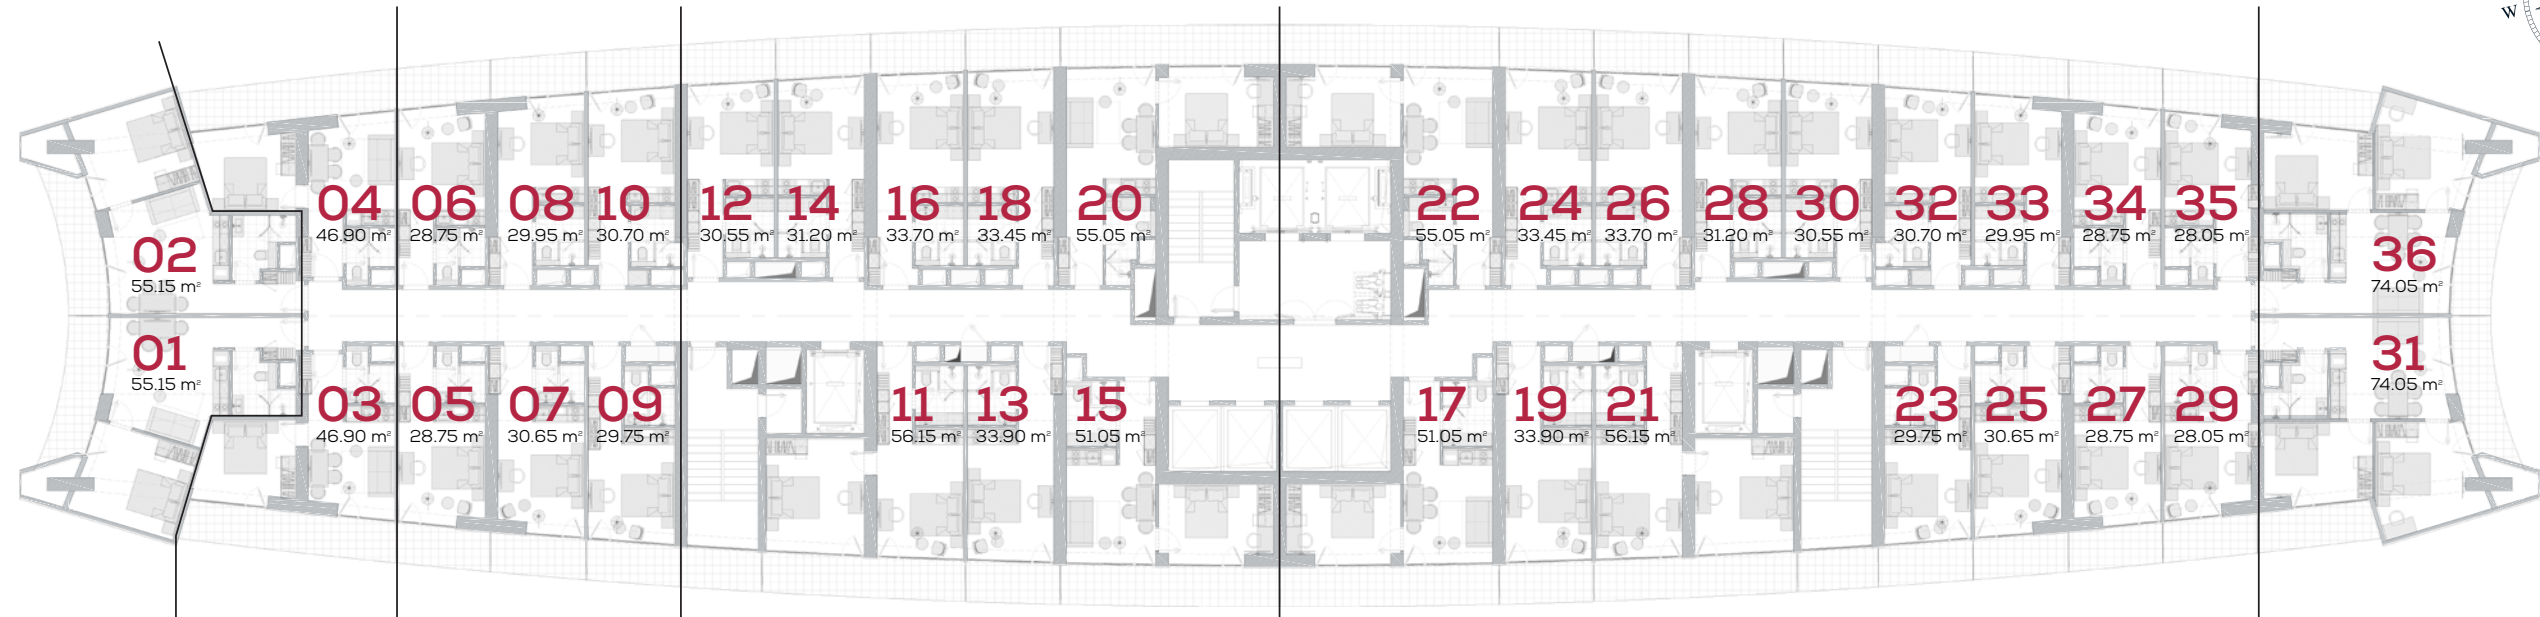 W
04 06 08 10 12 14 16 18 20 22 24 26 28 30 32 33 34 35
46.90 m² 28.75 m² 29.95 m² 30.70 m² 30.55 m² 31.20 m² 33.70 m² 33.45 m² 55.05 m² 55.05 m² 33.45 m² 33.70 m² 31.20 m² 30.55 m² 30.70 m² 29.95 m² 28.75 m² 28.05 m²
02 36
55.15 m² 74.05 m²
01 31
55.15 m² 74.05 m²
03 05 07 09 11 13 15 17 19 21 23 25 27 29
46.90 m² 28.75 m² 30.65 m² 29.75 m² 56.15 m² 33.90 m² 51.05 m² 51.05 m² 33.90 m² 56.15 m² 29.75 m² 30.65 m² 28.75 m² 28.05 m²